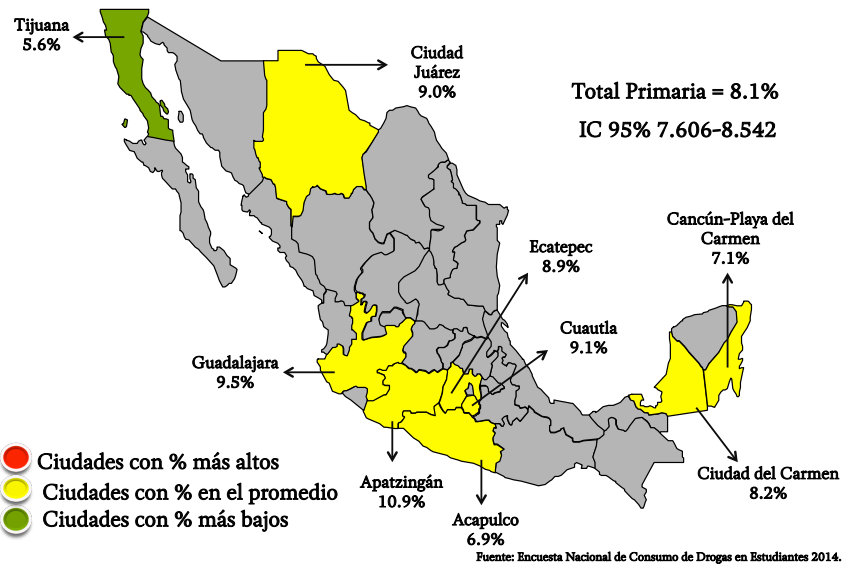 Tijuana
5.6%
Ciudad
Juárez
9.0%
Total Primaria = 8.1%
IC 95% 7.606-8.542
Cancún-Playa del
Carmen
7.1%
Ecatepec
8.9%
Cuautla
9.1%
Guadalajara
9.5%
Ciudades con % más altos
Ciudades con % en el promedio
Ciudades con % más bajos
Apatzingán
10.9%
Acapulco
6.9%
Ciudad del Carmen
8.2%
Fuente: Encuesta Nacional de Consumo de Drogas en Estudiantes 2014.